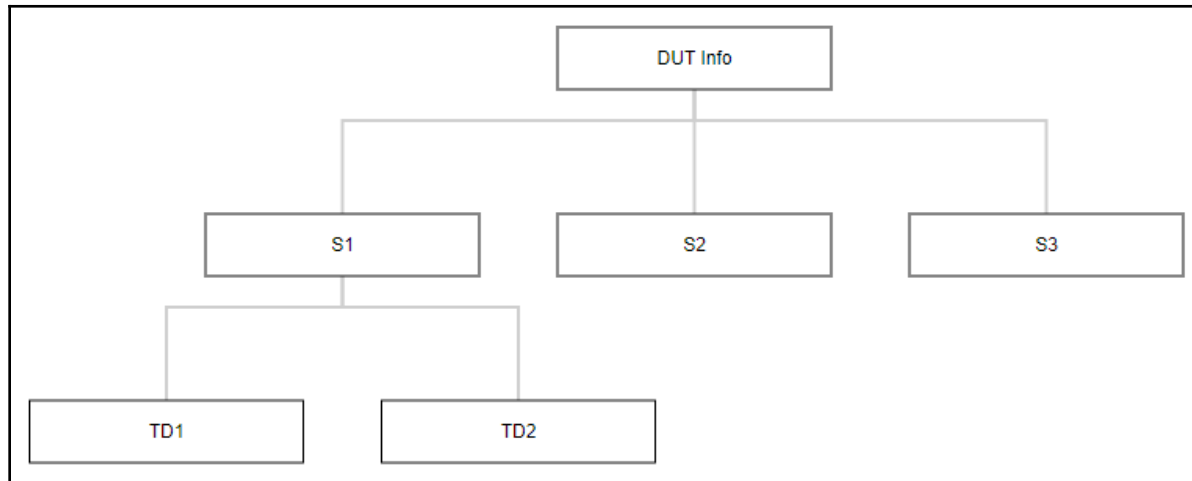 DUT Info
S1
S2
S3
TD1
TD2